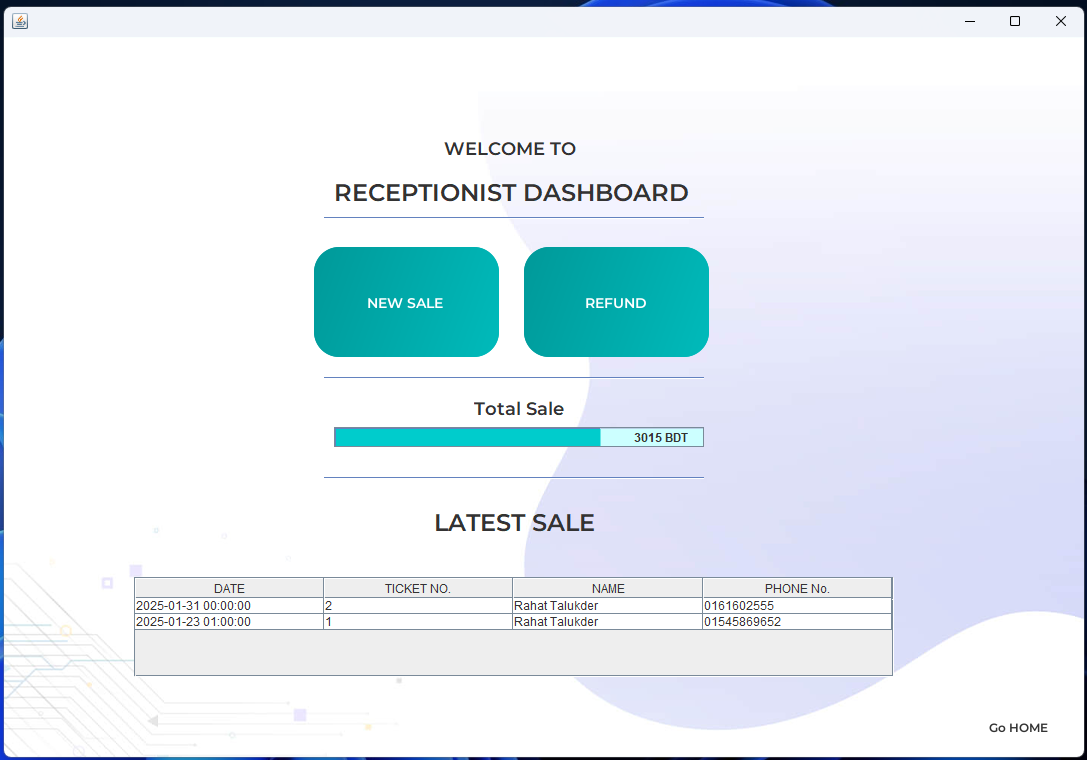 WELCOME TO
RECEPTIONIST DASHBOARD
NEW SALE REFUND
Total Sale
3015 BDT
LATEST SALE
DATE TICKET NO. NAME PHONE No.
2025-01-31 00:00:00 2 Rahat Talukder 0161602555
2025-01-23 01:00:00 1 Rahat Talukder 01545869652
Go HOME